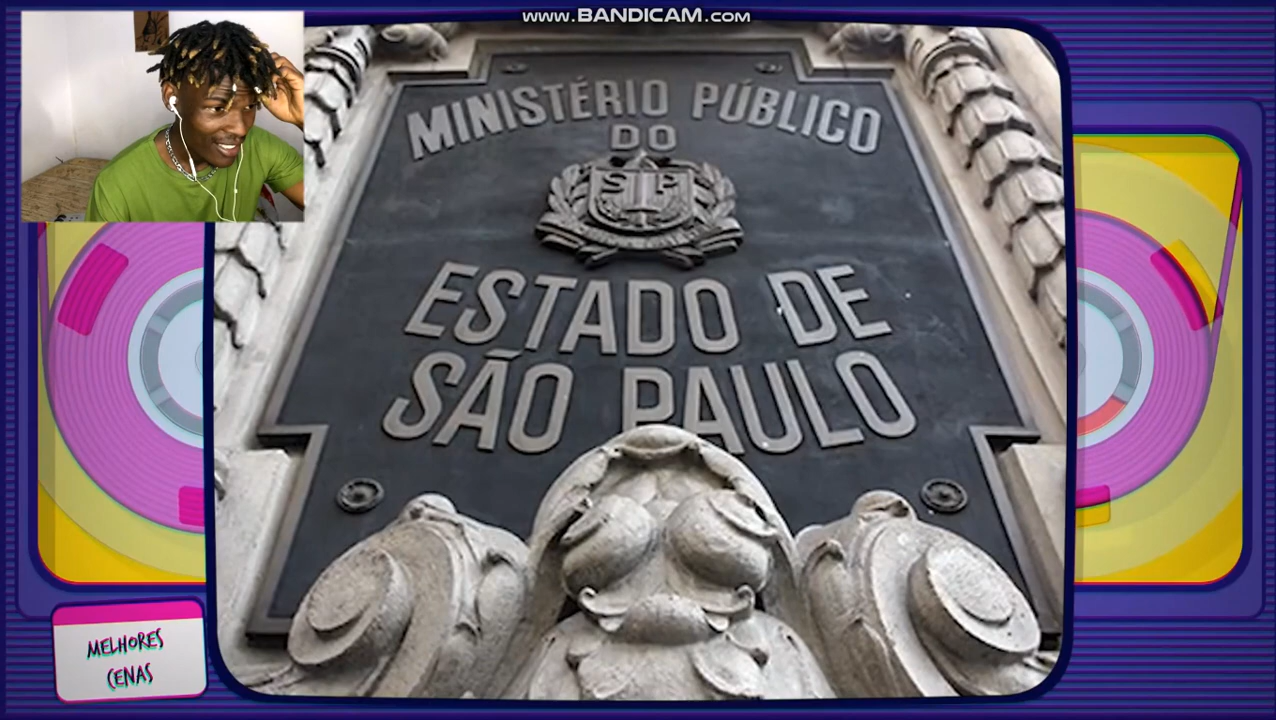 www.BANDICAM.com
MINISTÉRIO PÚBLICO
DO
SP
ESTADO DE
SÃO PAULO
MELHORES
CENAS